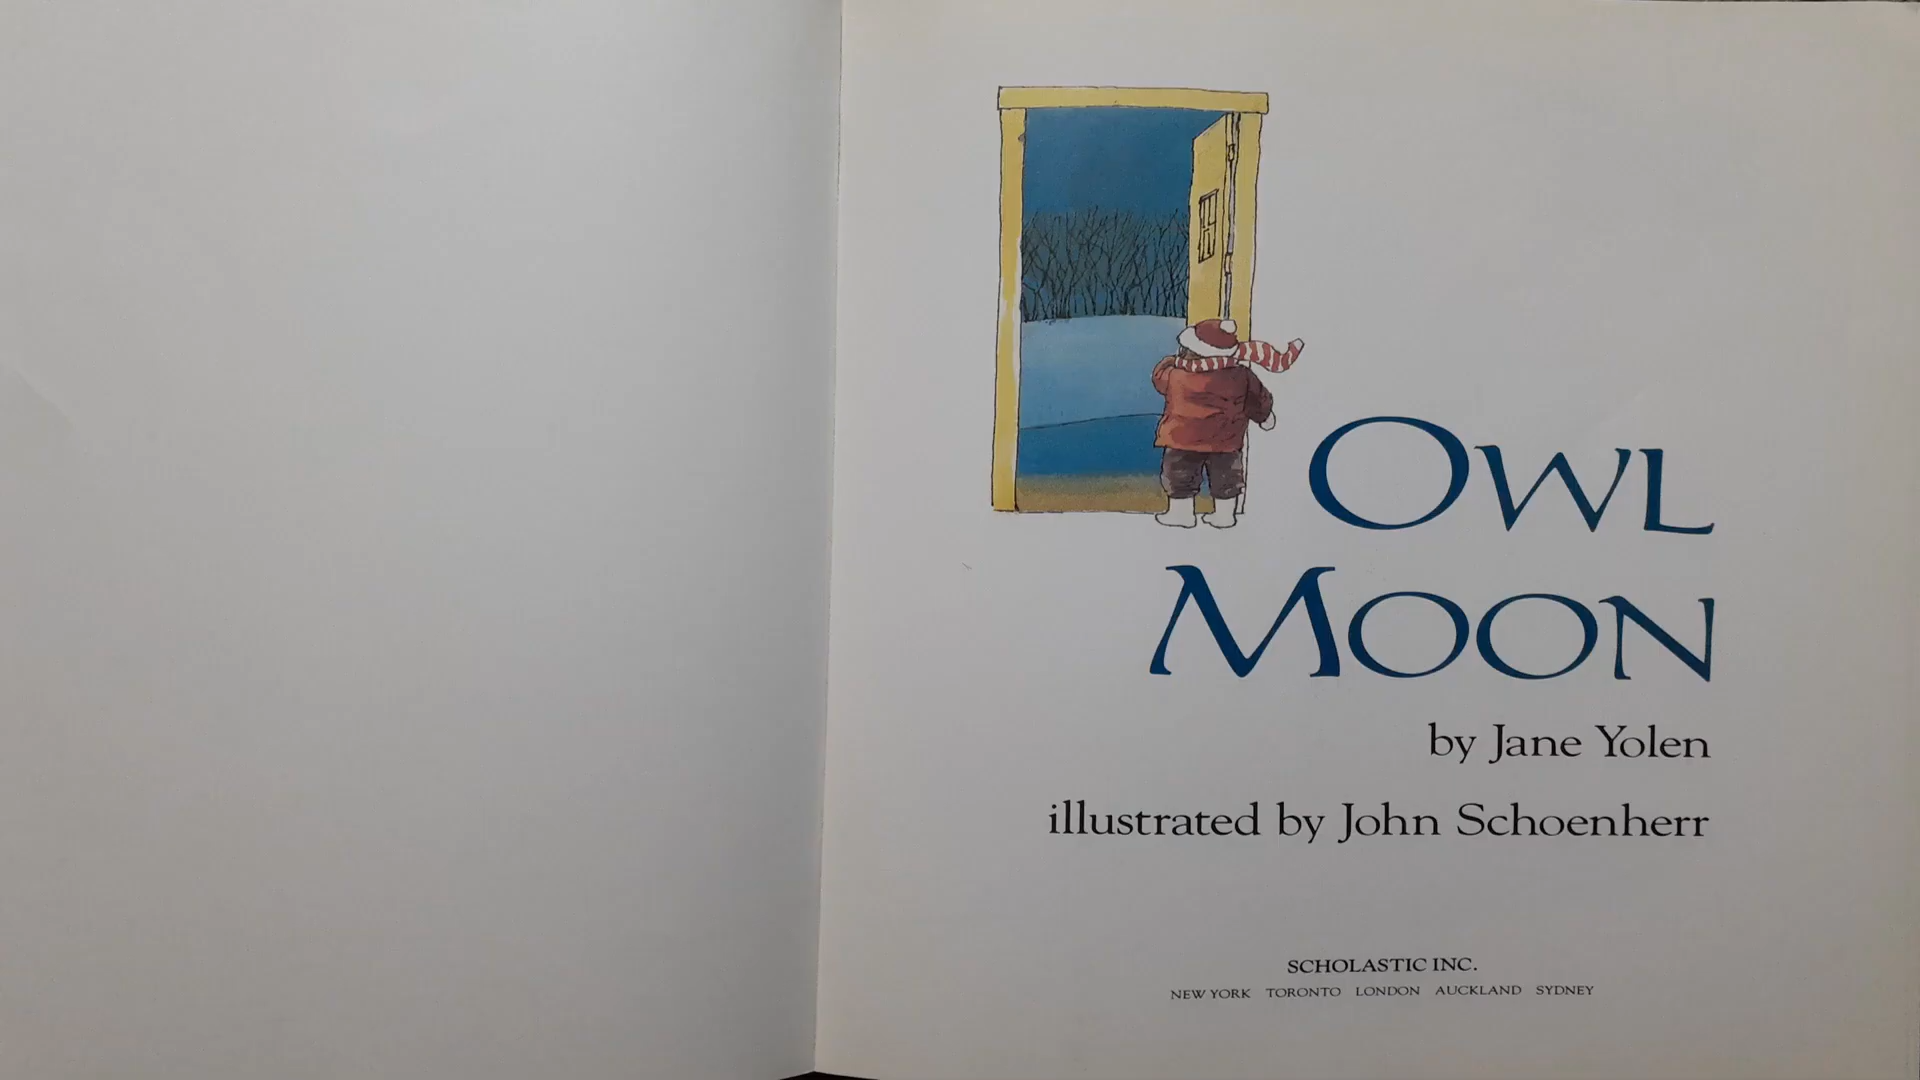 OWL
MOON
by Jane Yolen
illustrated by John Schoenherr
SCHOLASTIC INC.
NEW YORK TORONTO LONDON AUCKLAND SYDNEY